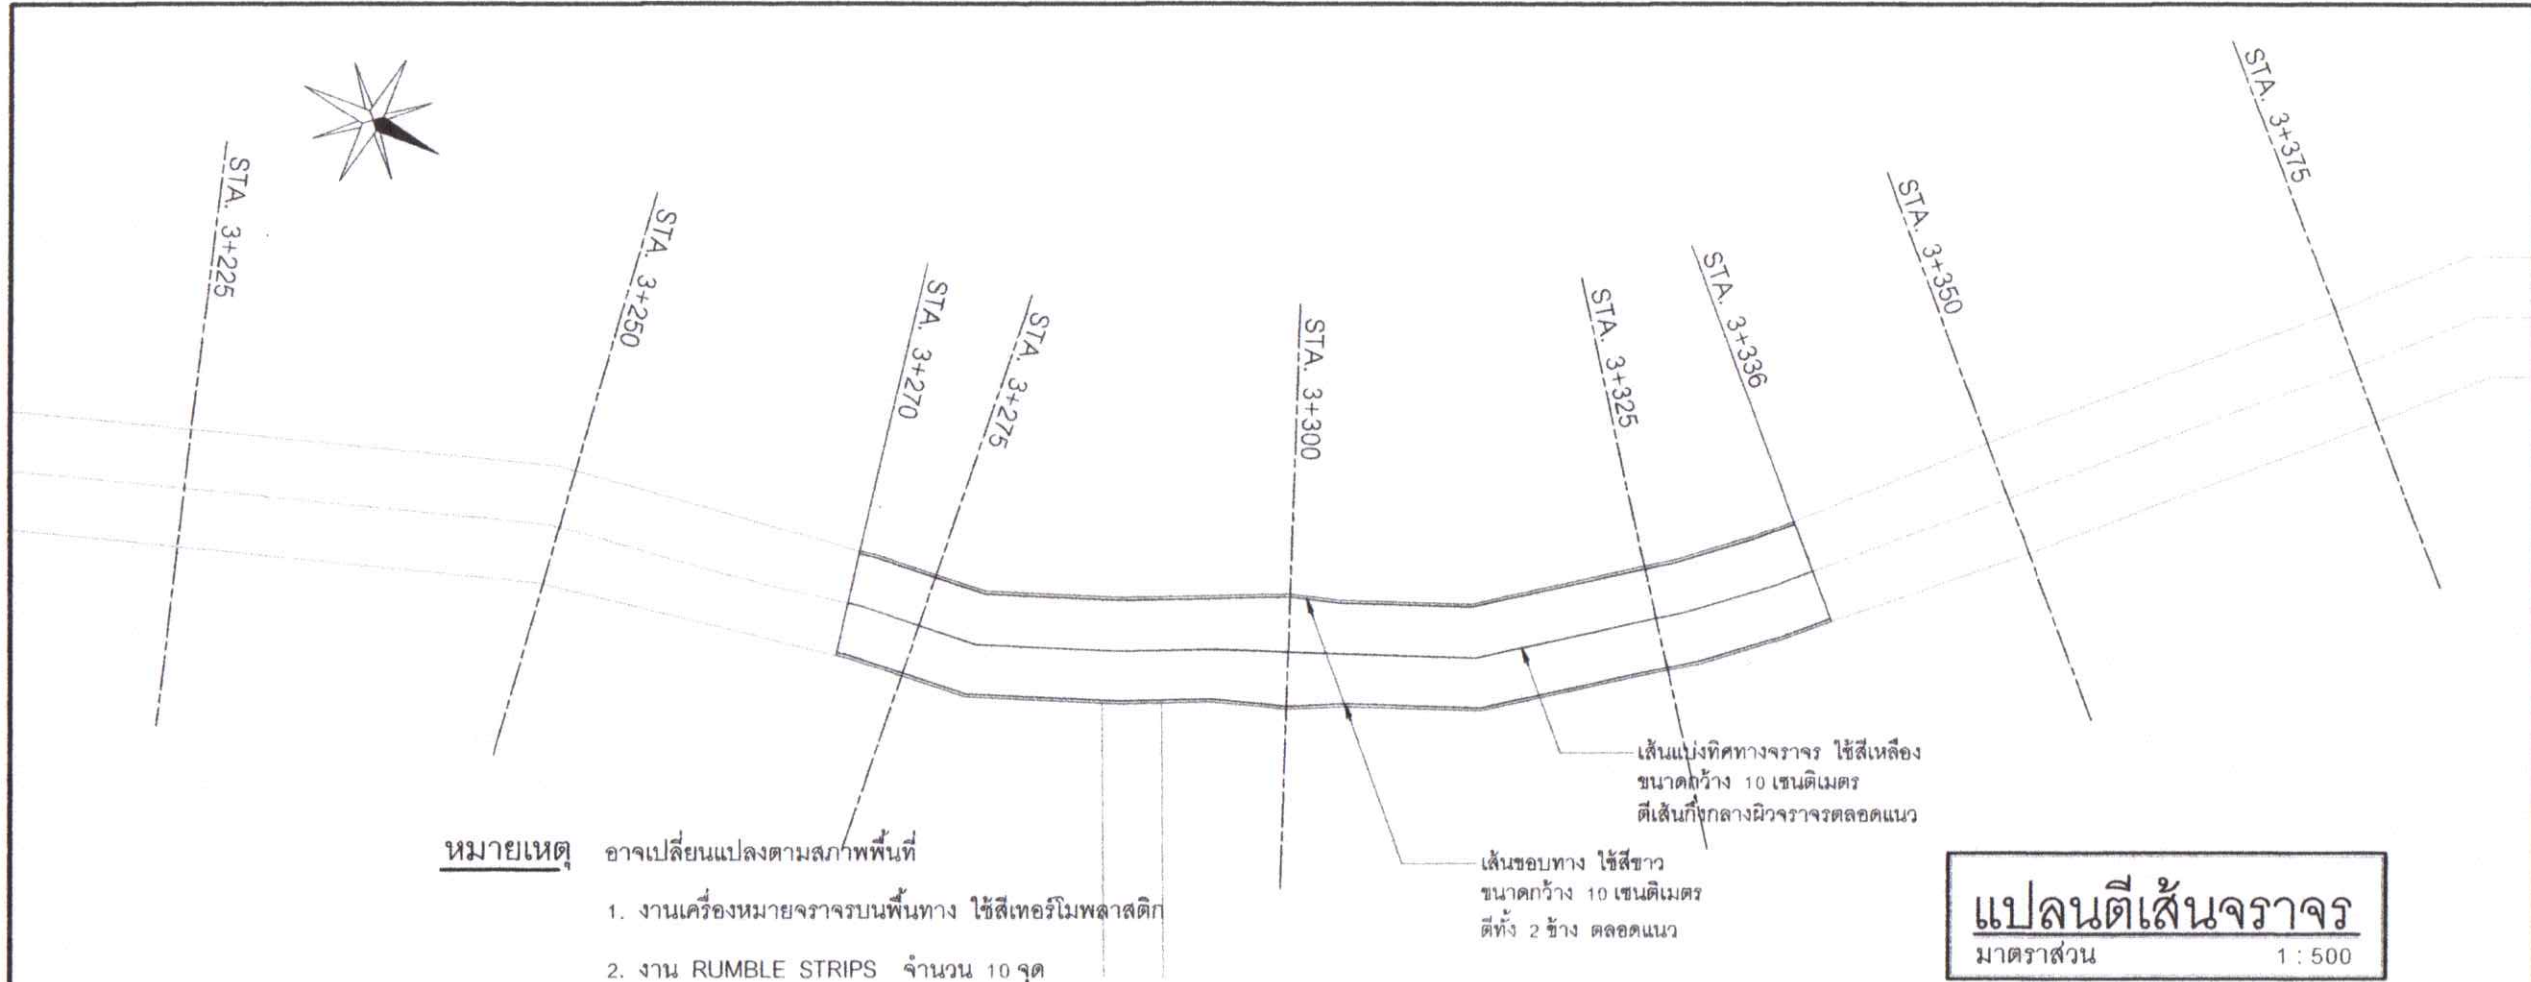 STA. 3+225
STA. 3+250
STA. 3+270
STA. 3+275
STA. 3+300
STA. 3+325
STA. 3+336
STA. 3+350
STA. 3+375
เส้นแบ่งทิศทางจราจร ใช้สีเหลือง
ขนาดกว้าง 10 เซนติเมตร
ตีเส้นกึ่งกลางผิวจราจรตลอดแนว
เส้นขอบทาง ใช้สีขาว
ขนาดกว้าง 10 เซนติเมตร
ตีทั้ง 2 ข้าง ตลอดแนว
หมายเหตุ อาจเปลี่ยนแปลงตามสภาพพื้นที่
1. งานเครื่องหมายจราจรบนพื้นทาง ใช้สีเทอร์โมพลาสติก
2. งาน RUMBLE STRIPS จำนวน 10 จุด
แปลนตีเส้นจราจร
มาตราส่วน 1 : 500